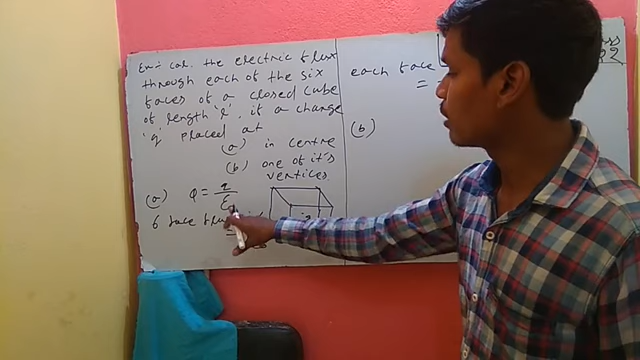 Ex:- cal. the electric flux
through each of the six
faces of a closed cube
of length 'l', if a charge
'q' placed at
(a) in centre
(b) one of it's
vertices.
(a) Q = q/ε₀
6 face flux
each face
=
(b)